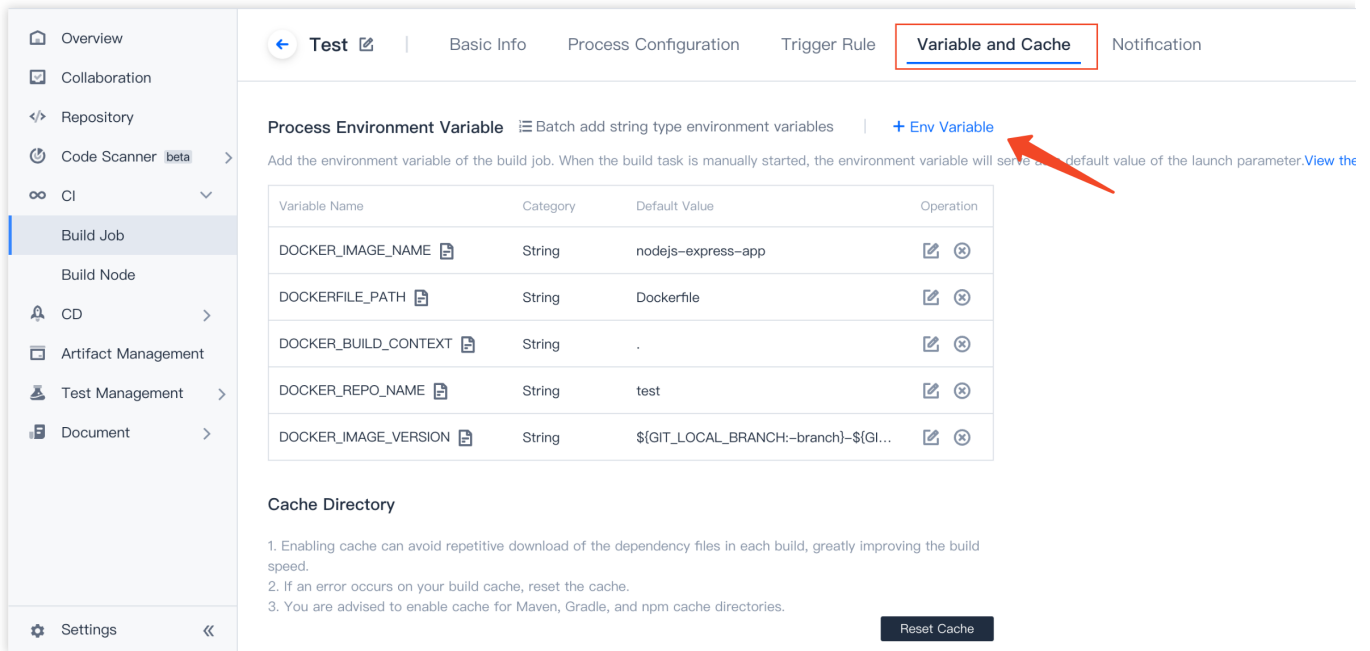 Overview
Collaboration
Repository
Code Scanner beta
CI
Build Job
Build Node
CD
Artifact Management
Test Management
Document
Settings
Test
Basic Info
Process Configuration
Trigger Rule
Variable and Cache
Notification
Process Environment Variable
Batch add string type environment variables
+ Env Variable
Add the environment variable of the build job. When the build task is manually started, the environment variable will serve as default value of the launch parameter.View the
Variable Name Category Default Value Operation
DOCKER_IMAGE_NAME String nodejs-express-app
DOCKERFILE_PATH String Dockerfile
DOCKER_BUILD_CONTEXT String .
DOCKER_REPO_NAME String test
DOCKER_IMAGE_VERSION String ${GIT_LOCAL_BRANCH:-branch}-${GI...
Cache Directory
1. Enabling cache can avoid repetitive download of the dependency files in each build, greatly improving the build
speed.
2. If an error occurs on your build cache, reset the cache.
3. You are advised to enable cache for Maven, Gradle, and npm cache directories.
Reset Cache